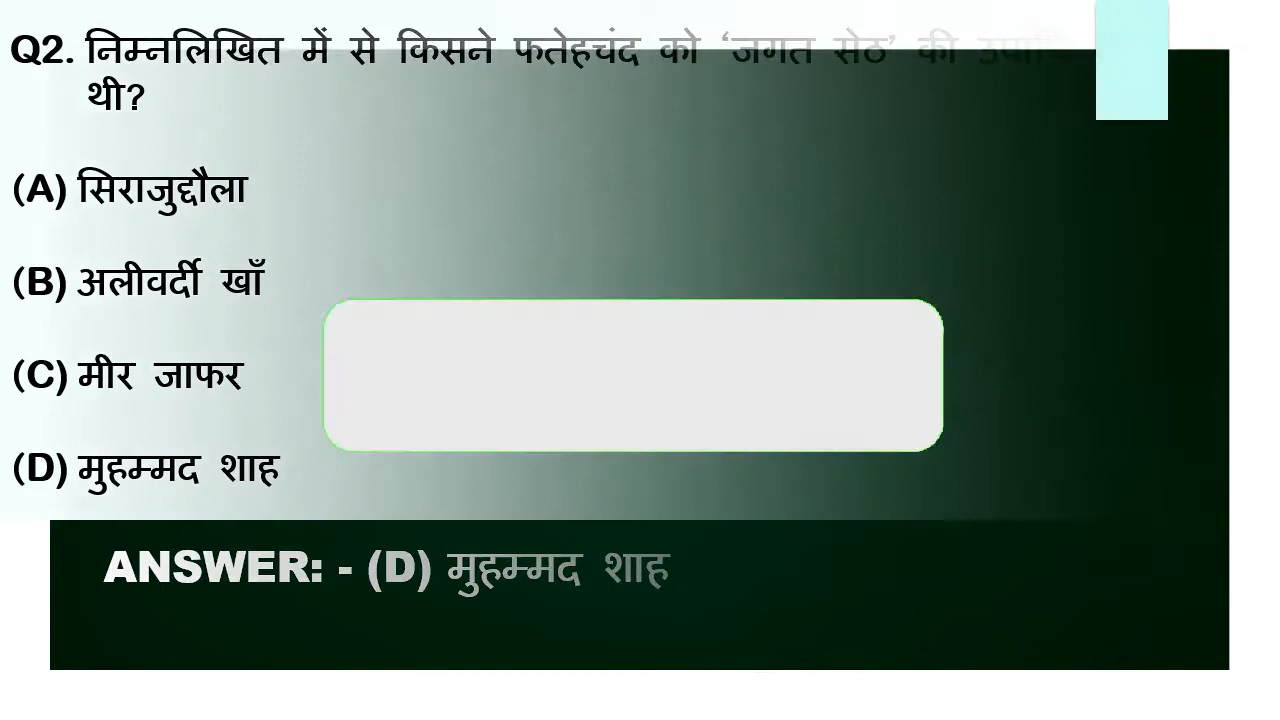 Q2. निम्नलिखित में से किसने फतेहचंद को ‘जगत सेठ’ की
थी?
(A) सिराजुद्दौला
(B) अलीवर्दी खाँ
(C) मीर जाफर
(D) मुहम्मद शाह
ANSWER: - (D) मुहम्मद शाह